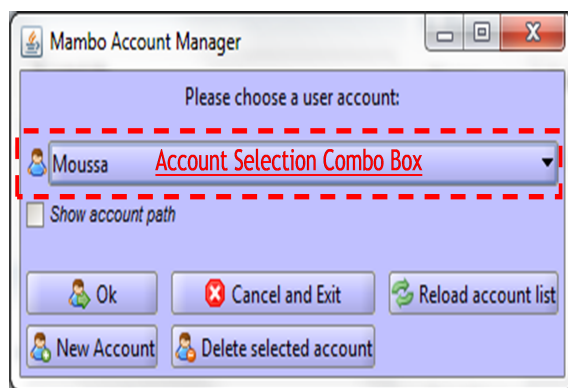 Mambo Account Manager
Please choose a user account:
Moussa Account Selection Combo Box
Show account path
Ok Cancel and Exit Reload account list
New Account Delete selected account